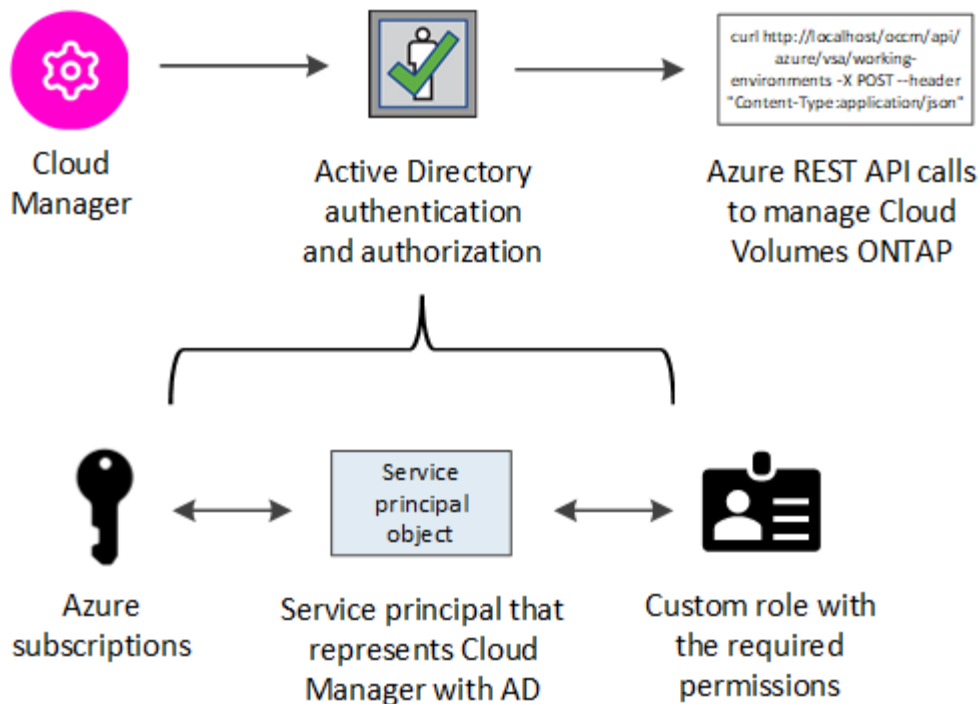 curl http://localhost/occm/api/
azure/vsa/working-
environments -X POST --header
"Content-Type:application/json"
Cloud
Manager
Active Directory
authentication
and authorization
Azure REST API calls
to manage Cloud
Volumes ONTAP
Service
principal
object
Azure
subscriptions
Service principal that
represents Cloud
Manager with AD
Custom role with
the required
permissions